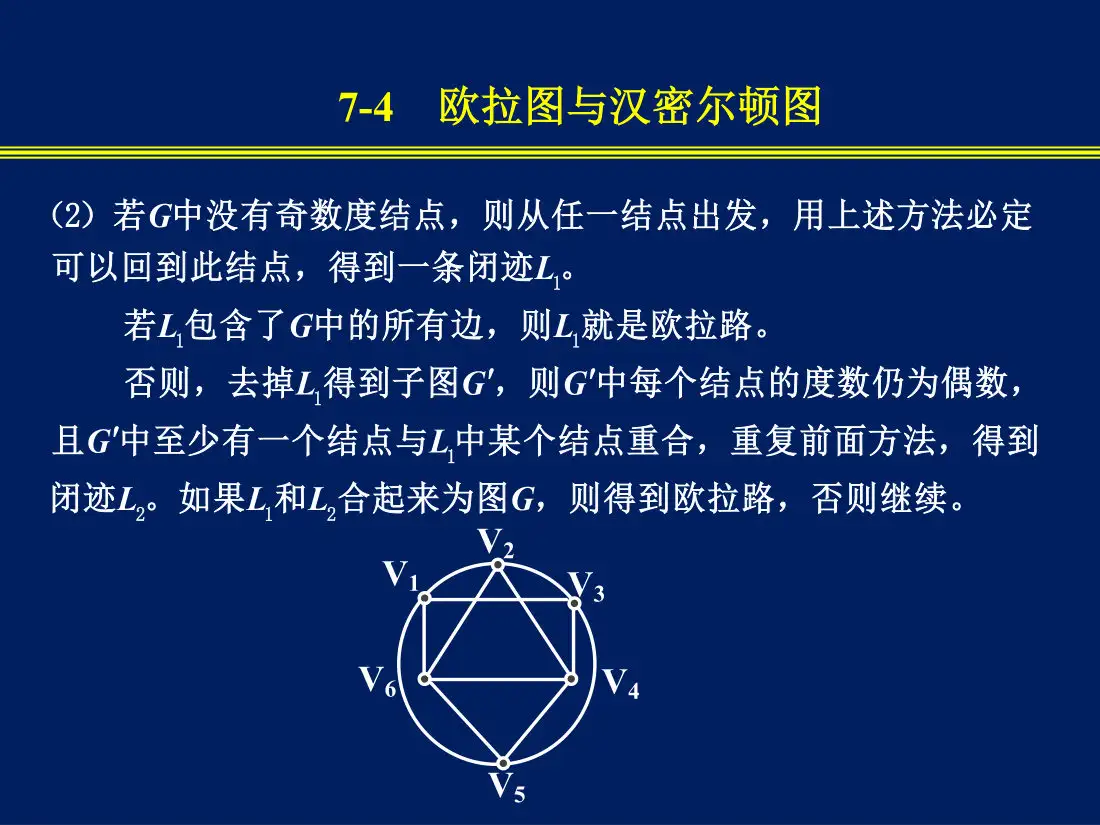 7-4 欧拉图与汉密尔顿图
(2) 若G中没有奇数度结点，则从任一结点出发，用上述方法必定
可以回到此结点，得到一条闭迹L1。
若L1包含了G中的所有边，则L1就是欧拉路。
否则，去掉L1得到子图G′，则G′中每个结点的度数仍为偶数，
且G′中至少有一个结点与L1中某个结点重合，重复前面方法，得到
闭迹L2。如果L1和L2合起来为图G，则得到欧拉路，否则继续。
V2
V1
V3
V6
V4
V5